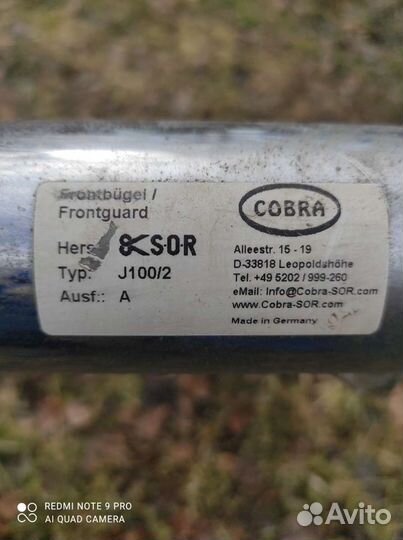 Frontbügel /
Frontguard
COBRA
Hers S·O·R
Typ: J100/2
Ausf.: A
Alleestr. 15 - 19
D-33818 Leopoldshöhe
Tel. +49 5202 / 999-260
eMail: Info@Cobra-SOR.com
www.Cobra-SOR.com
Made in Germany
REDMI NOTE 9 PRO
AI QUAD CAMERA
Avito